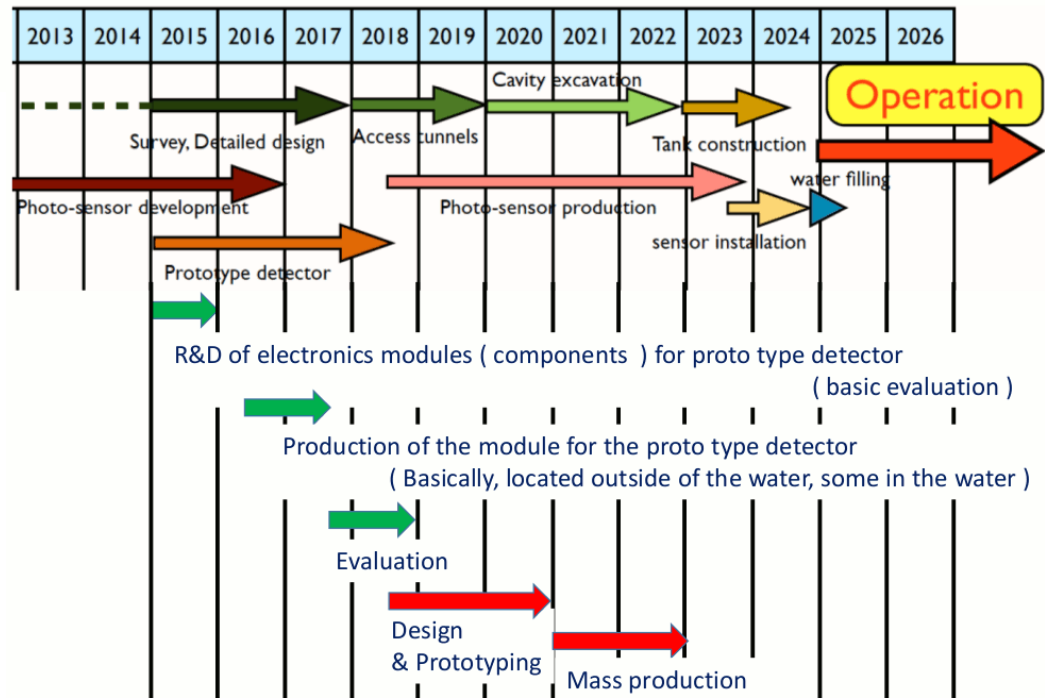 2013 2014 2015 2016 2017 2018 2019 2020 2021 2022 2023 2024 2025 2026
Cavity excavation
Operation
Survey, Detailed design
Access tunnels
Tank construction
water filling
Photo-sensor development
Photo-sensor production
sensor installation
Prototype detector
R&D of electronics modules ( components ) for proto type detector
( basic evaluation )
Production of the module for the proto type detector
( Basically, located outside of the water, some in the water )
Evaluation
Design
& Prototyping
Mass production